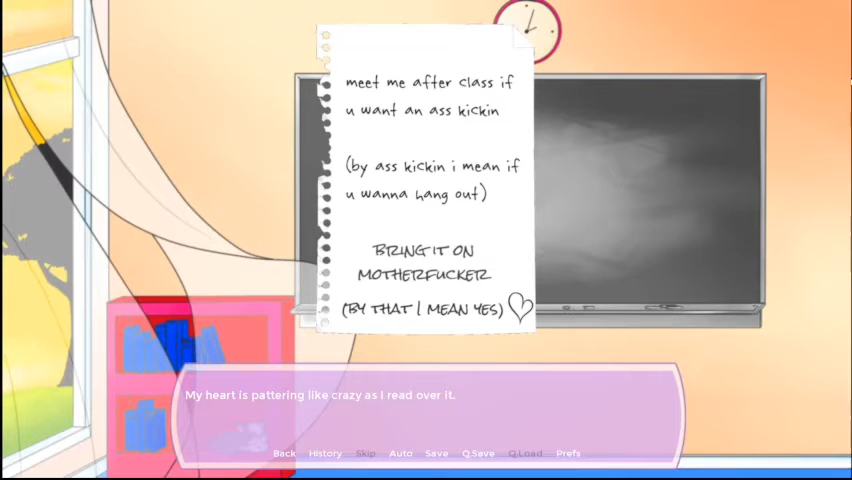 meet me after class if
u want an ass kickin
(by ass kickin i mean if
u wanna hang out)
BRING IT ON
MOTHERFUCKER
(BY THAT I MEAN YES)
My heart is pattering like crazy as I read over it.
Back History Skip Auto Save Q.Save Q.Load Prefs